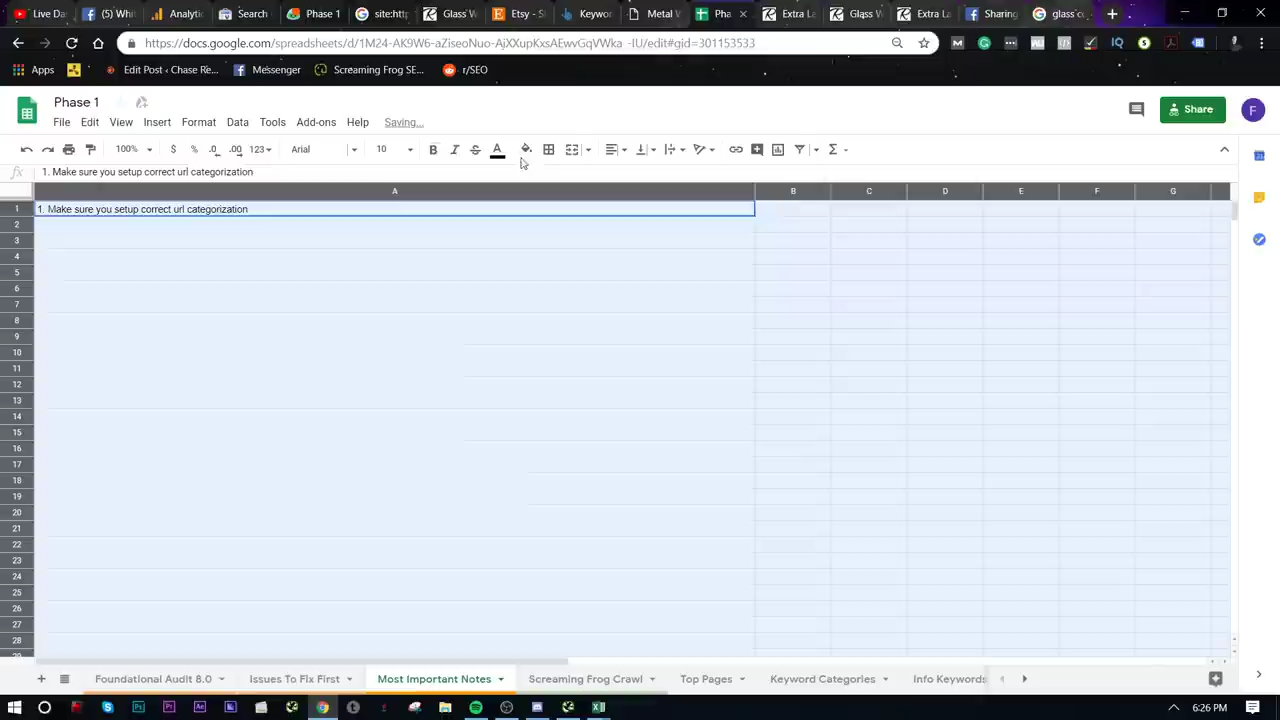 Live Da
(5) Whit
Analytic
Search
Phase 1
site:htt
Glass W
Etsy - S
Keywor
Metal W
Pha
Extra La
Glass W
Extra La
Sharing
glass c
https://docs.google.com/spreadsheets/d/1M24-AK9W6-aZiseoNuo-AjXXupKxsAEwvGqVWka -IU/edit#gid=301153533
Apps
Edit Post ‹ Chase Re...
Messenger
Screaming Frog SE...
r/SEO
Phase 1
File Edit View Insert Format Data Tools Add-ons Help Saving...
Share
F
100% $ % .0 .00 123 Arial 10 B I S A
fx 1. Make sure you setup correct url categorization
A B C D E F G
1 1. Make sure you setup correct url categorization
2
3
4
5
6
7
8
9
10
11
12
13
14
15
16
17
18
19
20
21
22
23
24
25
26
27
28
Foundational Audit 8.0 Issues To Fix First Most Important Notes Screaming Frog Crawl Top Pages Keyword Categories Info Keywords
6:26 PM